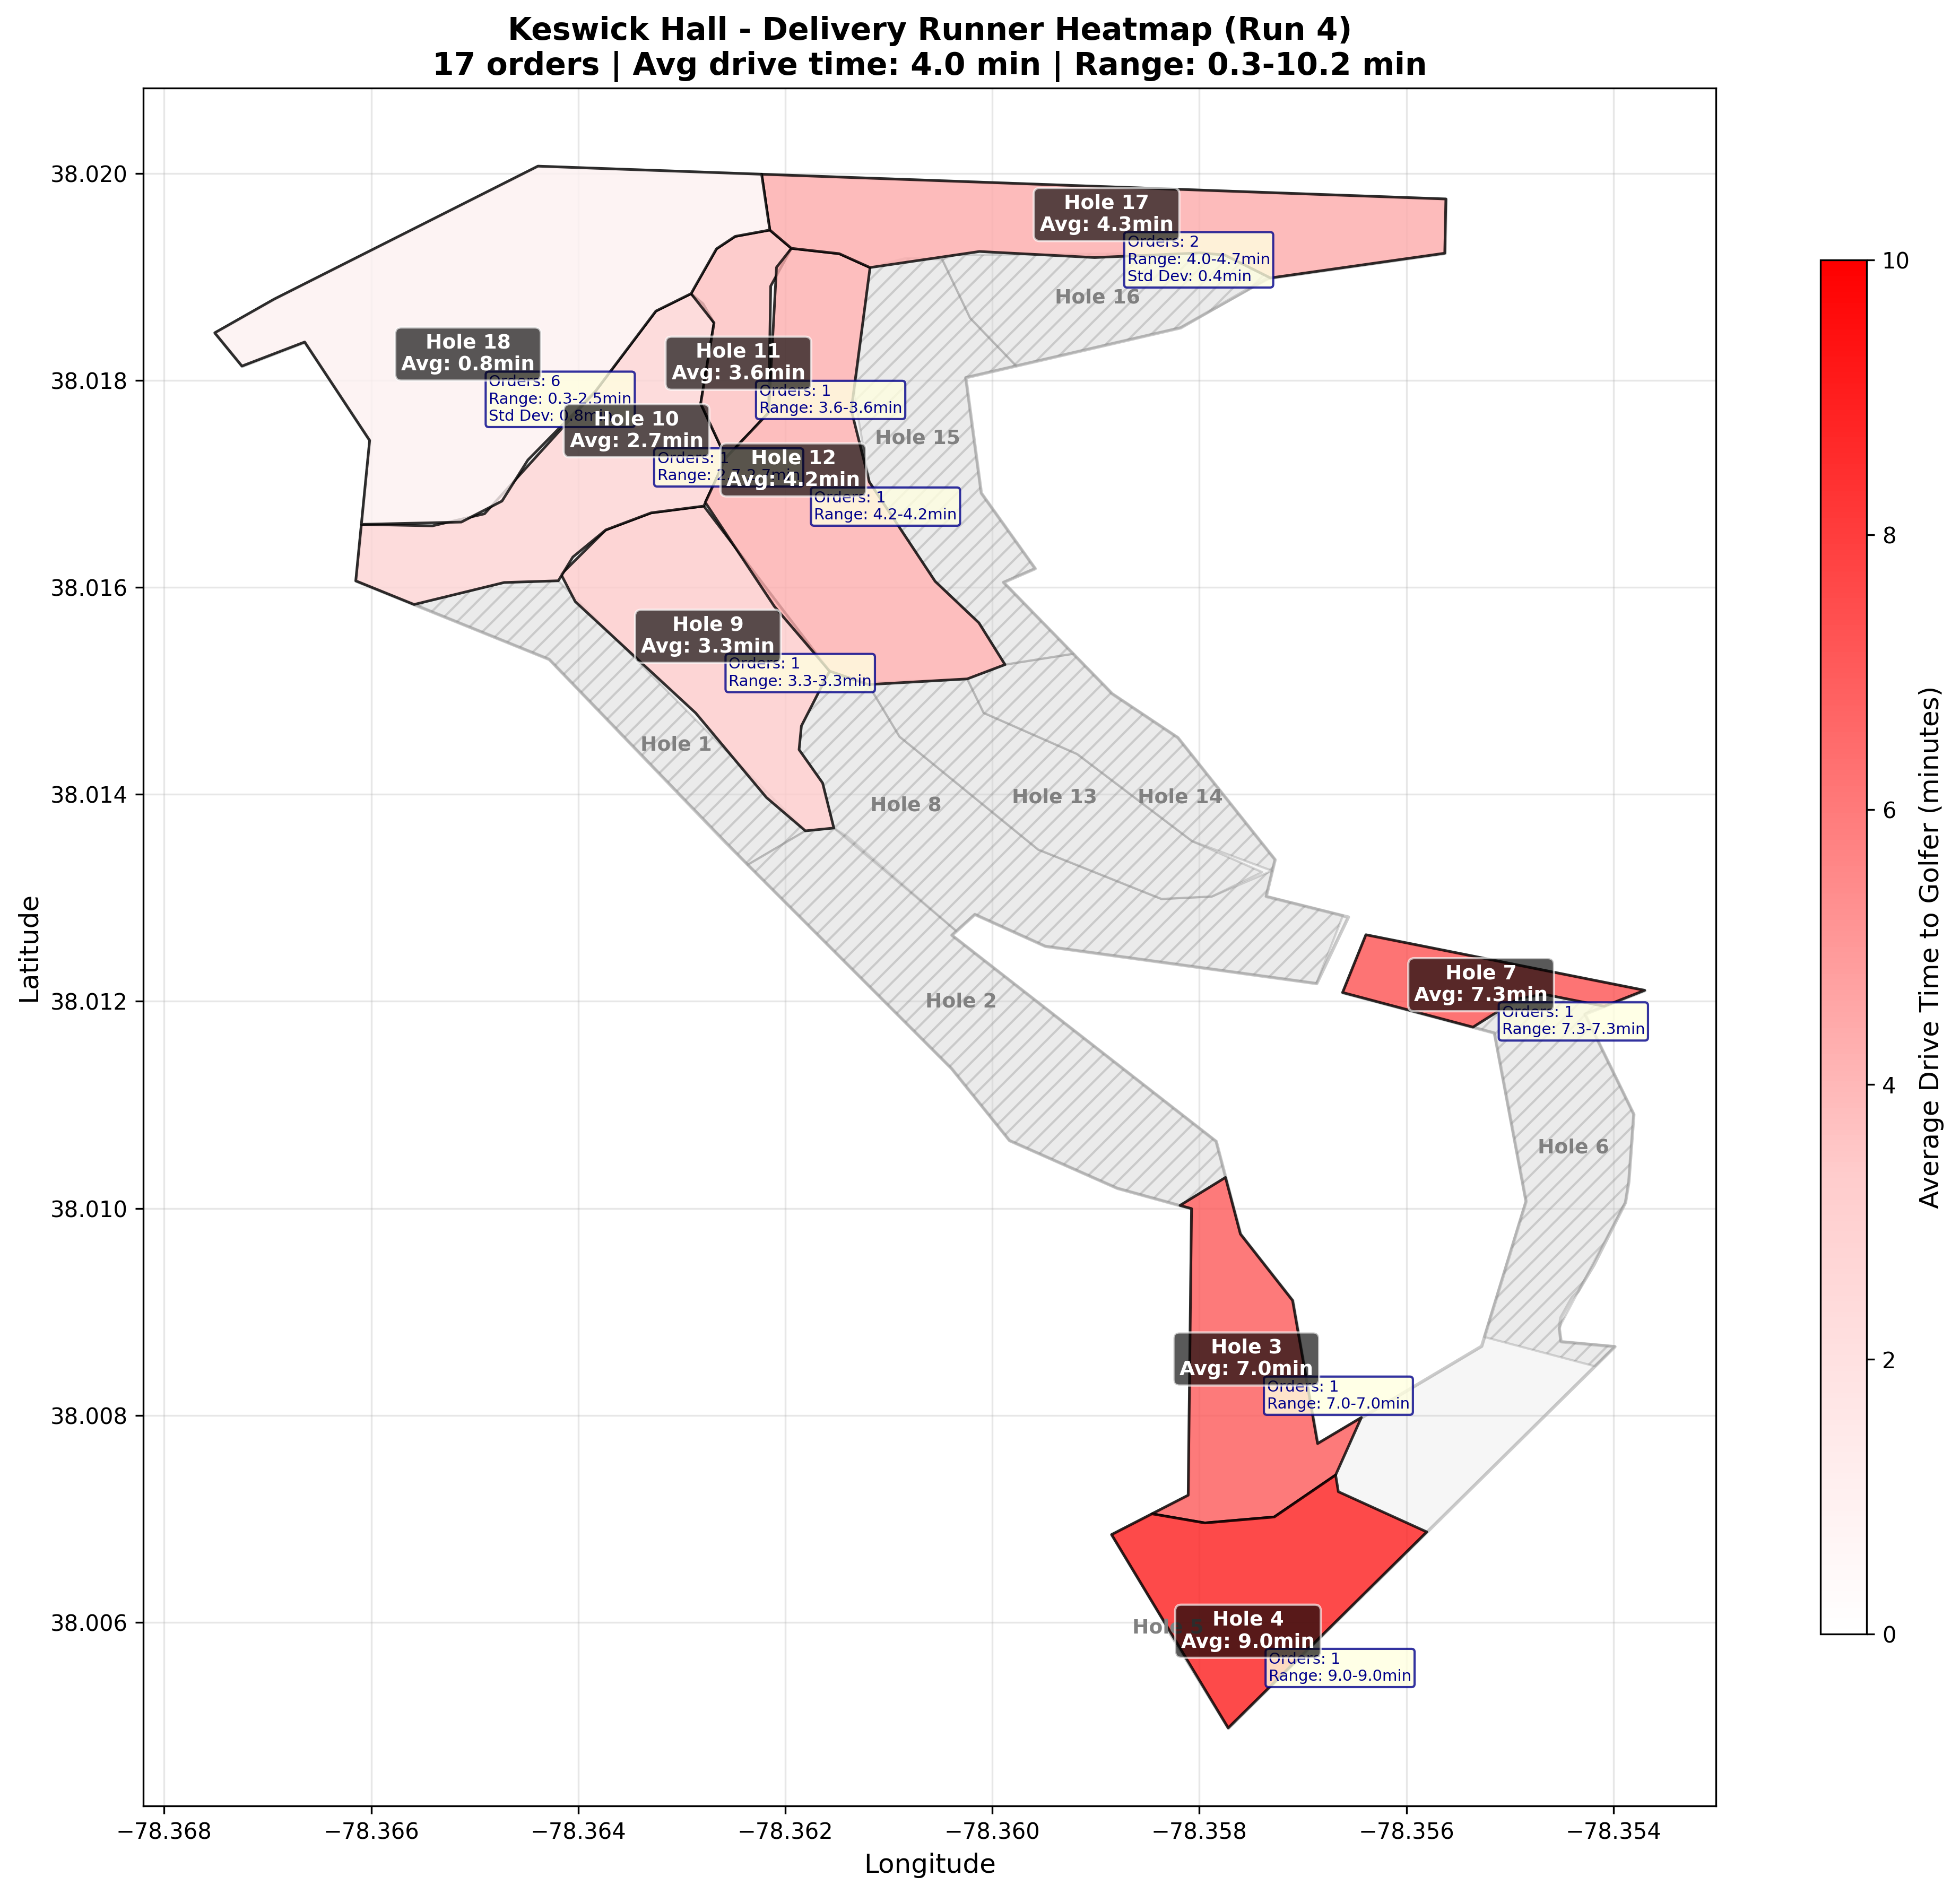 Keswick Hall - Delivery Runner Heatmap (Run 4)
17 orders | Avg drive time: 4.0 min | Range: 0.3-10.2 min
38.020
38.018
38.016
38.014
38.012
38.010
38.008
38.006
Latitude
Hole 17
Avg: 4.3min
Orders: 2
Range: 4.0-4.7min
Std Dev: 0.4min
Hole 16
Hole 18
Avg: 0.8min
Orders: 6
Range: 0.3-2.5min
Std Dev: 0.8min
Hole 11
Avg: 3.6min
Orders: 1
Range: 3.6-3.6min
Hole 10
Avg: 2.7min
Orders: 1
Range: 2.7-2.7min
Hole 15
Hole 12
Avg: 4.2min
Orders: 1
Range: 4.2-4.2min
Hole 9
Avg: 3.3min
Orders: 1
Range: 3.3-3.3min
Hole 1
Hole 8
Hole 13
Hole 14
Hole 2
Hole 7
Avg: 7.3min
Orders: 1
Range: 7.3-7.3min
Hole 6
Hole 3
Avg: 7.0min
Orders: 1
Range: 7.0-7.0min
Hole 4
Avg: 9.0min
Orders: 1
Range: 9.0-9.0min
−78.368
−78.366
−78.364
−78.362
−78.360
−78.358
−78.356
−78.354
Longitude
10
8
6
4
2
0
Average Drive Time to Golfer (minutes)